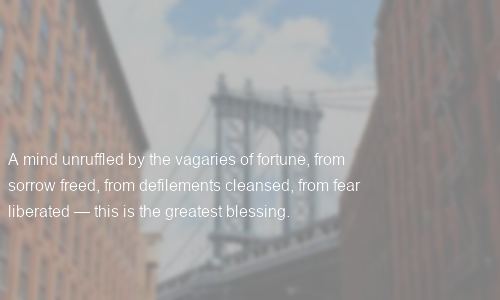 A mind unruffled by the vagaries of fortune, from
sorrow freed, from defilements cleansed, from fear
liberated — this is the greatest blessing.